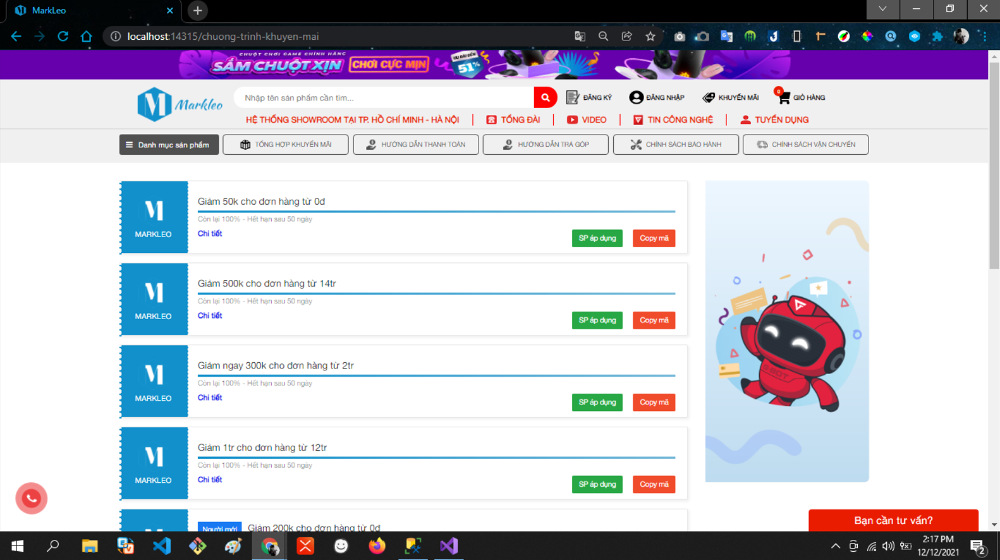 MarkLeo
localhost:14315/chuong-trinh-khuyen-mai
CHUỘT CHƠI GAME CHÍNH HÃNG
SẮM CHUỘT XỊN CHƠI CỰC MỊN
ƯU ĐÃI ĐẾN
51%
Markleo
Nhập tên sản phẩm cần tìm...
ĐĂNG KÝ ĐĂNG NHẬP KHUYẾN MÃI 0 GIỎ HÀNG
HỆ THỐNG SHOWROOM TẠI TP. HỒ CHÍ MINH - HÀ NỘI TỔNG ĐÀI VIDEO TIN CÔNG NGHỆ TUYỂN DỤNG
Danh mục sản phẩm TỔNG HỢP KHUYẾN MÃI HƯỚNG DẪN THANH TOÁN HƯỚNG DẪN TRẢ GÓP CHÍNH SÁCH BẢO HÀNH CHÍNH SÁCH VẬN CHUYỂN
MARKLEO
Giảm 50k cho đơn hàng từ 0đ
Còn lại 100% - Hết hạn sau 50 ngày
Chi tiết
SP áp dụng Copy mã
MARKLEO
Giảm 500k cho đơn hàng từ 14tr
Còn lại 100% - Hết hạn sau 50 ngày
Chi tiết
SP áp dụng Copy mã
MARKLEO
Giảm ngay 300k cho đơn hàng từ 2tr
Còn lại 100% - Hết hạn sau 50 ngày
Chi tiết
SP áp dụng Copy mã
MARKLEO
Giảm 1tr cho đơn hàng từ 12tr
Còn lại 100% - Hết hạn sau 50 ngày
Chi tiết
SP áp dụng Copy mã
Người mới Giảm 200k cho đơn hàng từ 0đ
G-BOT
Bạn cần tư vấn?
2:17 PM
12/12/2021
2